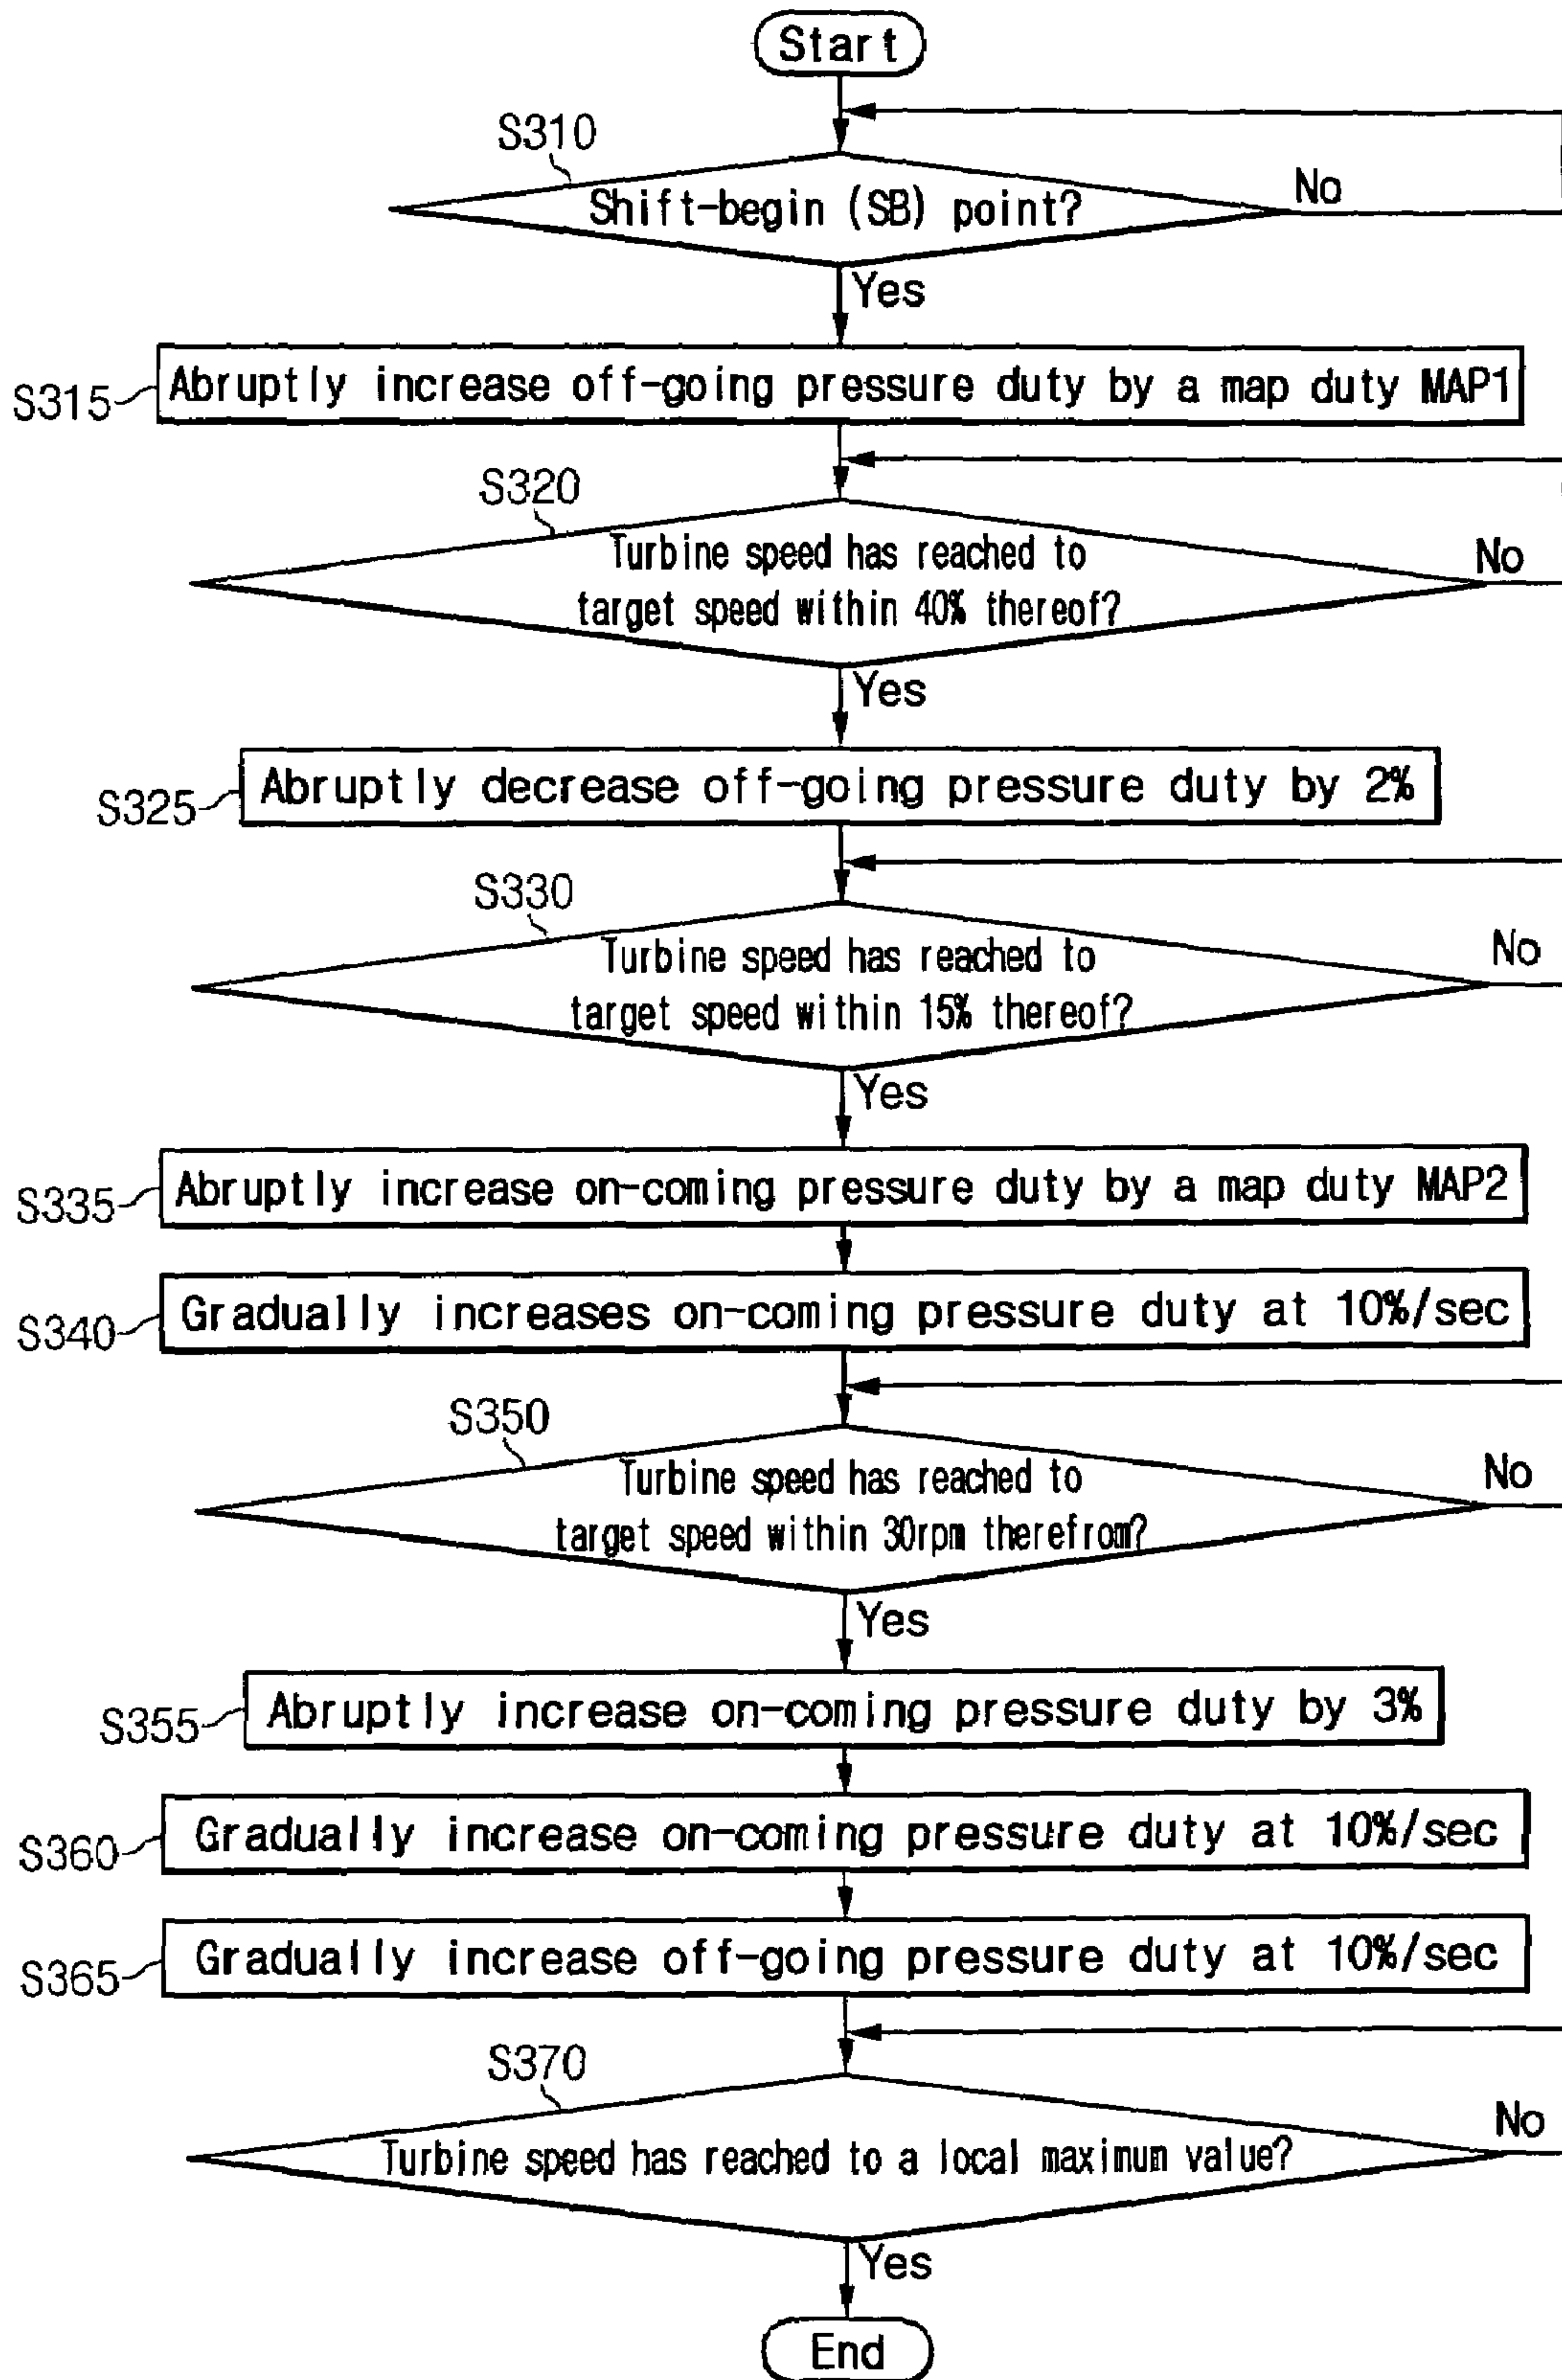 Start
S310
Shift-begin (SB) point?
No
Yes
S315
Abruptly increase off-going pressure duty by a map duty MAP1
S320
Turbine speed has reached to
target speed within 40% thereof?
No
Yes
S325
Abruptly decrease off-going pressure duty by 2%
S330
Turbine speed has reached to
target speed within 15% thereof?
No
Yes
S335
Abruptly increase on-coming pressure duty by a map duty MAP2
S340
Gradually increases on-coming pressure duty at 10%/sec
S350
Turbine speed has reached to
target speed within 30rpm therefrom?
No
Yes
S355
Abruptly increase on-coming pressure duty by 3%
S360
Gradually increase on-coming pressure duty at 10%/sec
S365
Gradually increase off-going pressure duty at 10%/sec
S370
Turbine speed has reached to a local maximum value?
No
Yes
End